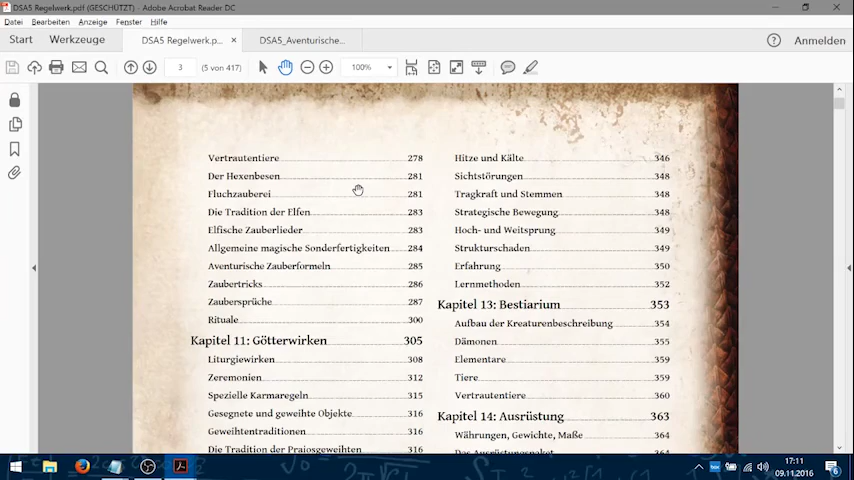 DSA5 Regelwerk.pdf (GESCHÜTZT) - Adobe Acrobat Reader DC
Datei Bearbeiten Anzeige Fenster Hilfe
Start Werkzeuge DSA5 Regelwerk.p... × DSA5_Aventurische... Anmelden
3 (5 von 417) 100%
Vertrautentiere 278
Der Hexenbesen 281
Fluchzauberei 281
Die Tradition der Elfen 283
Elfische Zauberlieder 283
Allgemeine magische Sonderfertigkeiten 284
Aventurische Zauberformeln 285
Zaubertricks 286
Zaubersprüche 287
Rituale 300
Kapitel 11: Götterwirken 305
Liturgiewirken 308
Zeremonien 312
Spezielle Karmaregeln 315
Gesegnete und geweihte Objekte 316
Geweihtentraditionen 316
Die Tradition der Praiosgeweihten 316
Hitze und Kälte 346
Sichtstörungen 348
Tragkraft und Stemmen 348
Strategische Bewegung 348
Hoch- und Weitsprung 349
Strukturschaden 349
Erfahrung 350
Lernmethoden 352
Kapitel 13: Bestiarium 353
Aufbau der Kreaturenbeschreibung 354
Dämonen 355
Elementare 359
Tiere 359
Vertrautentiere 360
Kapitel 14: Ausrüstung 363
Währungen, Gewichte, Maße 364
Das Ausrüstungspaket 364
17:11
09.11.2016